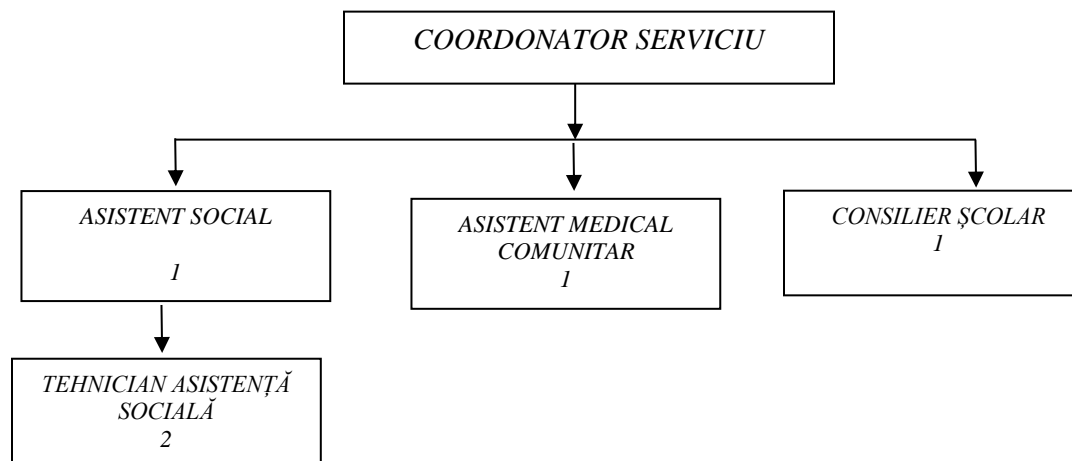 COORDONATOR SERVICIU
ASISTENT SOCIAL
1
ASISTENT MEDICAL
COMUNITAR
1
CONSILIER ȘCOLAR
1
TEHNICIAN ASISTENȚĂ
SOCIALĂ
2